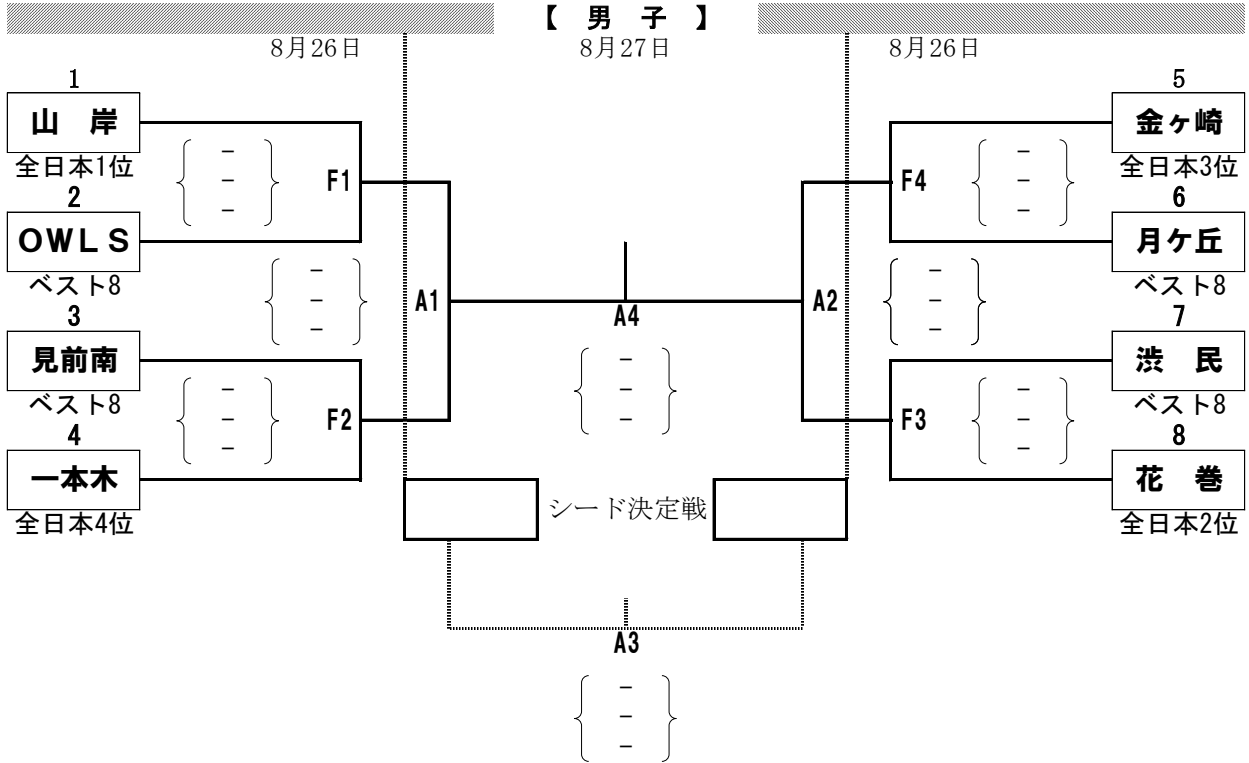 【 男 子 】
8月26日
8月27日
8月26日
1
山 岸
全日本1位
2
OWLS
ベスト8
3
見前南
ベスト8
4
一本木
全日本4位
－
－
－
F1
－
－
－
A1
－
－
－
F2
A4
－
－
－
5
金ヶ崎
全日本3位
6
月ケ丘
ベスト8
7
渋 民
ベスト8
8
花 巻
全日本2位
F4
－
－
－
A2
－
－
－
F3
－
－
－
シード決定戦
A3
－
－
－